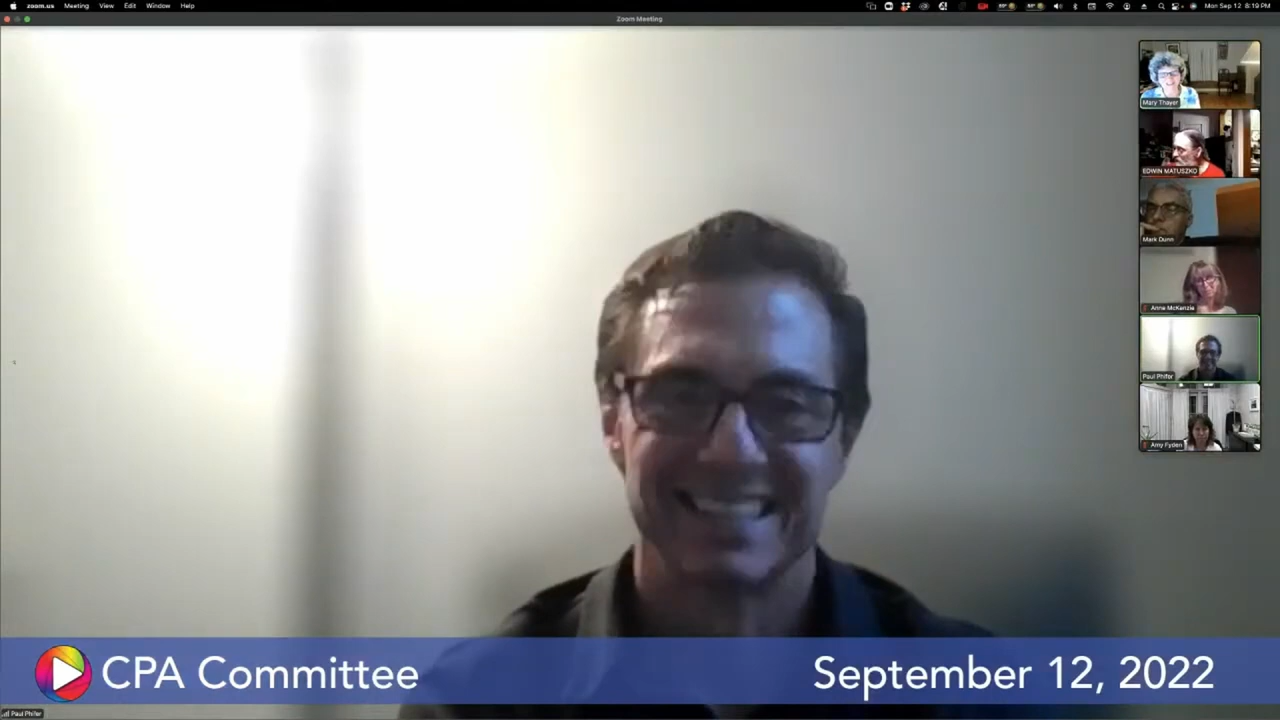 zoom.us Meeting View Edit Window Help
Mon Sep 12 8:19 PM
Zoom Meeting
Mary Thayer
EDWIN MATUSZKO
Mark Dunn
Anne McKenzie
Paul Phifer
Amy Fyden
CPA Committee
September 12, 2022
Paul Phifer